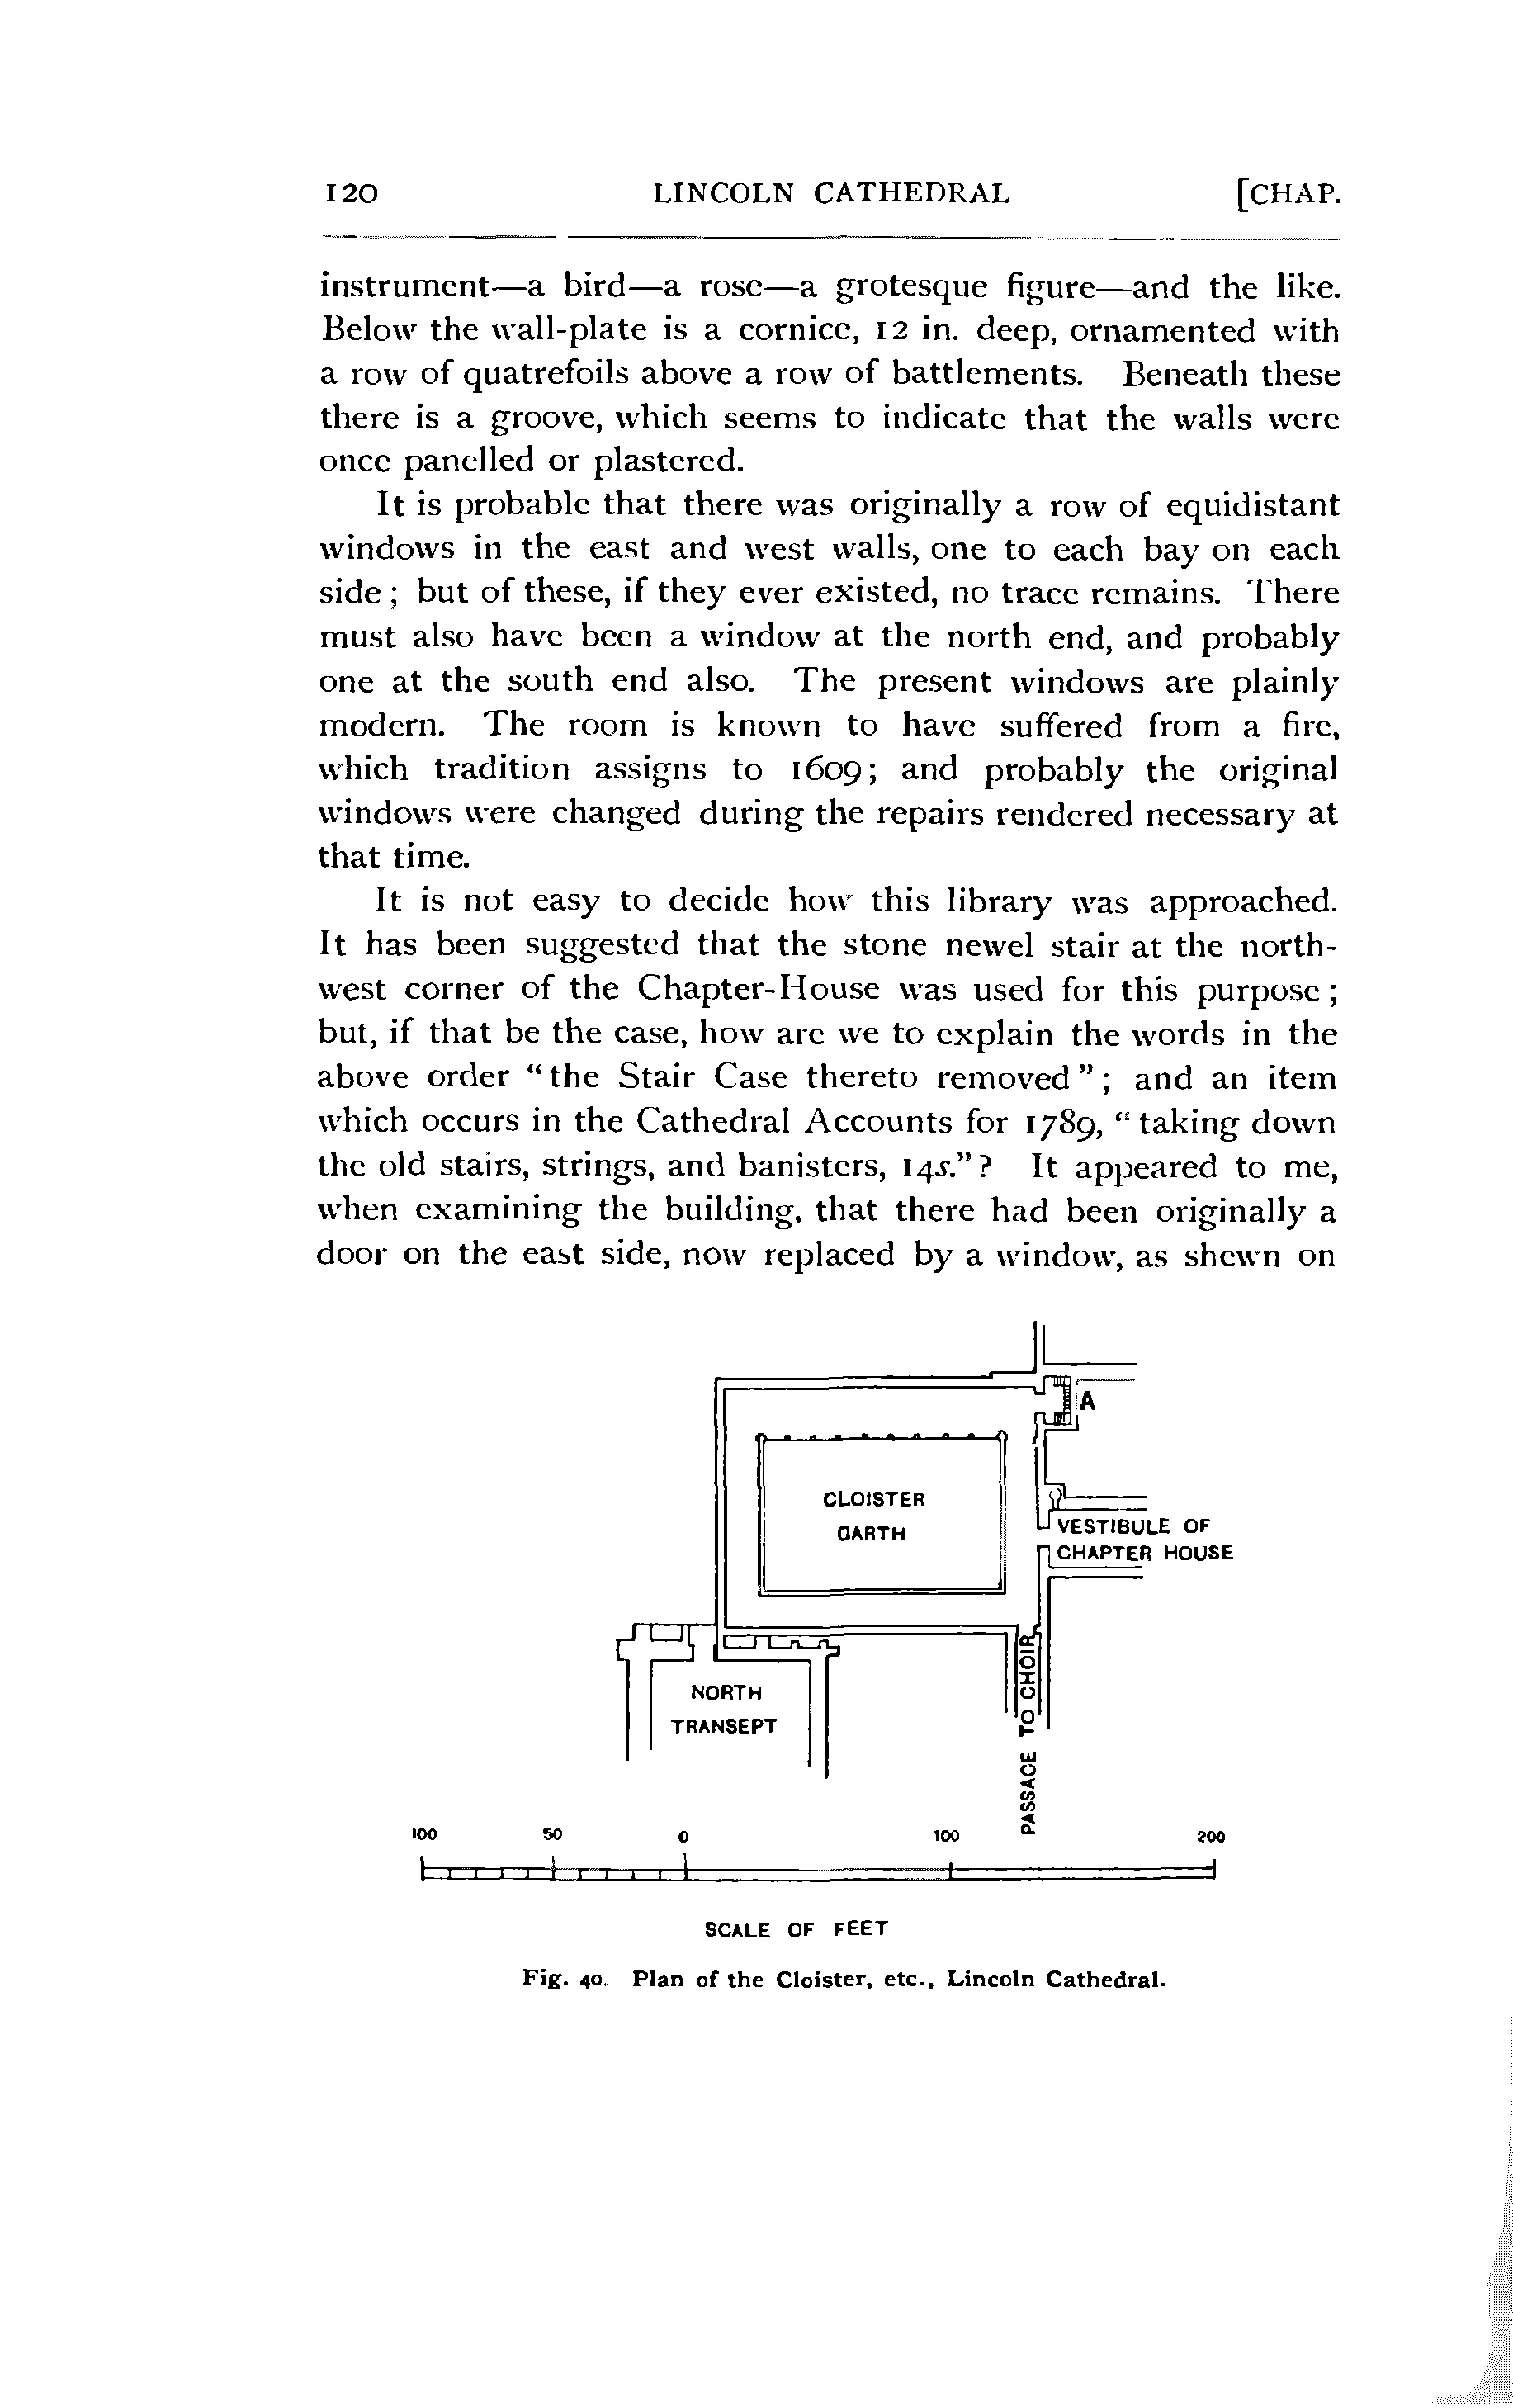 120 LINCOLN CATHEDRAL [CHAP.
instrument—a bird—a rose—a grotesque figure—and the like.
Below the wall-plate is a cornice, 12 in. deep, ornamented with
a row of quatrefoils above a row of battlements. Beneath these
there is a groove, which seems to indicate that the walls were
once panelled or plastered.
It is probable that there was originally a row of equidistant
windows in the east and west walls, one to each bay on each
side; but of these, if they ever existed, no trace remains. There
must also have been a window at the north end, and probably
one at the south end also. The present windows are plainly
modern. The room is known to have suffered from a fire,
which tradition assigns to 1609; and probably the original
windows were changed during the repairs rendered necessary at
that time.
It is not easy to decide how this library was approached.
It has been suggested that the stone newel stair at the north-
west corner of the Chapter-House was used for this purpose;
but, if that be the case, how are we to explain the words in the
above order "the Stair Case thereto removed"; and an item
which occurs in the Cathedral Accounts for 1789, "taking down
the old stairs, strings, and banisters, 14s."? It appeared to me,
when examining the building, that there had been originally a
door on the east side, now replaced by a window, as shewn on
A
CLOISTER
GARTH
VESTIBULE OF
CHAPTER HOUSE
NORTH
TRANSEPT
PASSAGE TO CHOIR
100 50 0 100 200
SCALE OF FEET
Fig. 40. Plan of the Cloister, etc., Lincoln Cathedral.